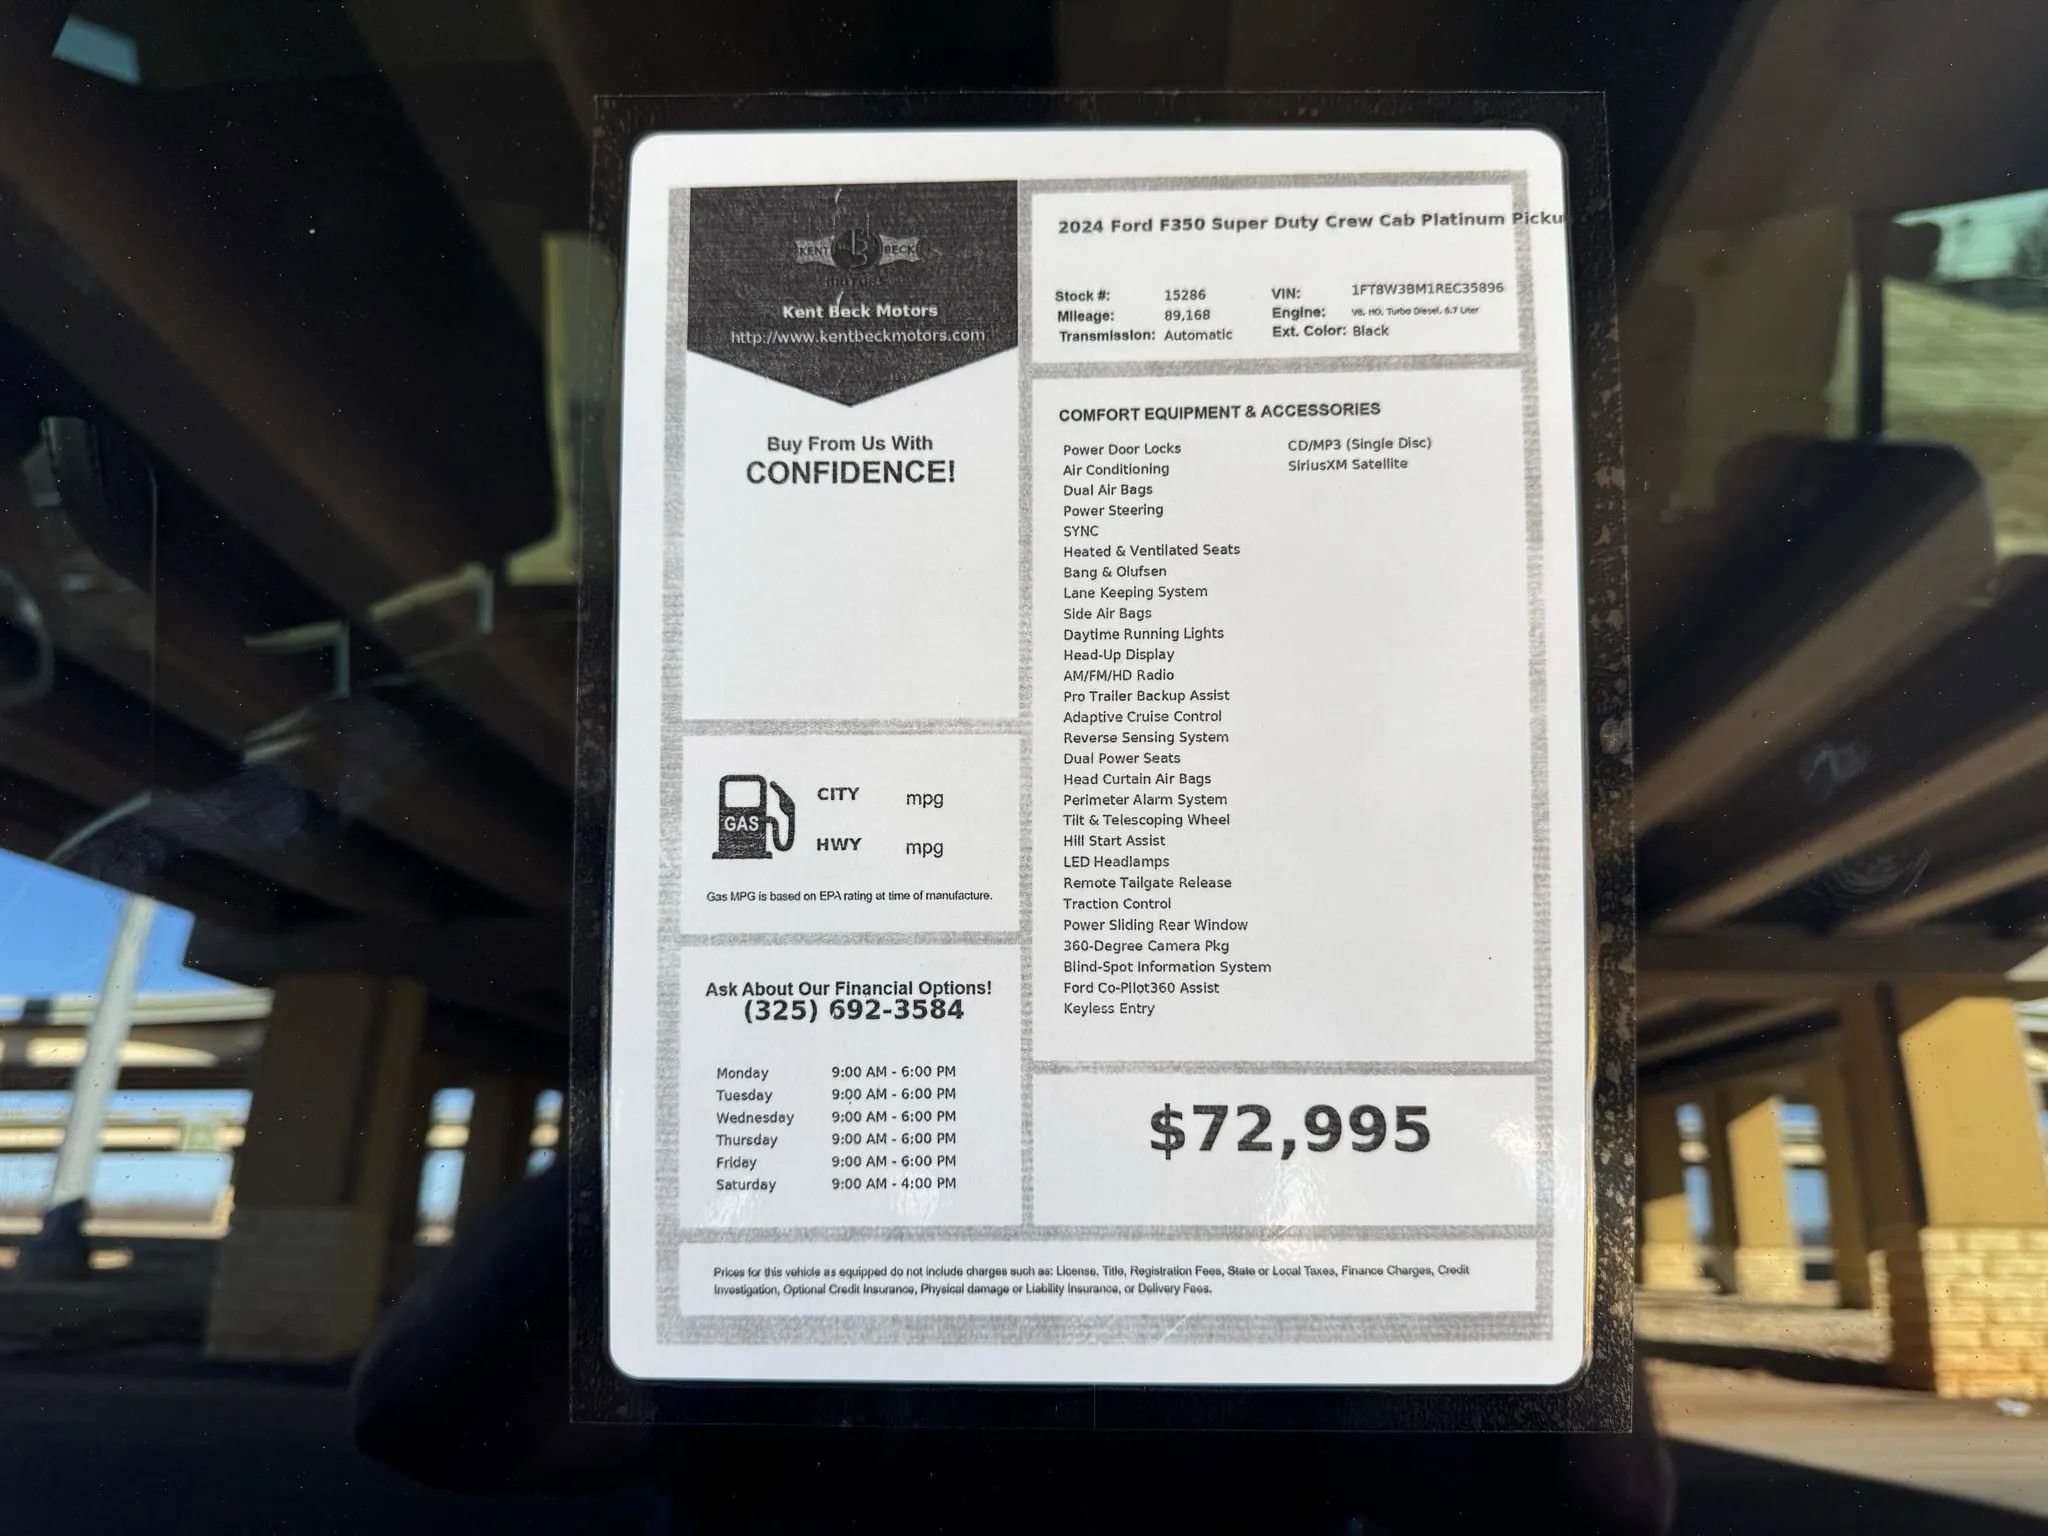 KENT B BECK
MOTORS
Kent Beck Motors
http://www.kentbeckmotors.com
Buy From Us With
CONFIDENCE!
GAS
CITY mpg
HWY mpg
Gas MPG is based on EPA rating at time of manufacture.
Ask About Our Financial Options!
(325) 692-3584
Monday 9:00 AM - 6:00 PM
Tuesday 9:00 AM - 6:00 PM
Wednesday 9:00 AM - 6:00 PM
Thursday 9:00 AM - 6:00 PM
Friday 9:00 AM - 6:00 PM
Saturday 9:00 AM - 4:00 PM
2024 Ford F350 Super Duty Crew Cab Platinum Picku
Stock #: 15286 VIN: 1FT8W3BM1REC35896
Mileage: 89,168 Engine: V8, HO, Turbo Diesel, 6.7 Liter
Transmission: Automatic Ext. Color: Black
COMFORT EQUIPMENT & ACCESSORIES
Power Door Locks
Air Conditioning
Dual Air Bags
Power Steering
SYNC
Heated & Ventilated Seats
Bang & Olufsen
Lane Keeping System
Side Air Bags
Daytime Running Lights
Head-Up Display
AM/FM/HD Radio
Pro Trailer Backup Assist
Adaptive Cruise Control
Reverse Sensing System
Dual Power Seats
Head Curtain Air Bags
Perimeter Alarm System
Tilt & Telescoping Wheel
Hill Start Assist
LED Headlamps
Remote Tailgate Release
Traction Control
Power Sliding Rear Window
360-Degree Camera Pkg
Blind-Spot Information System
Ford Co-Pilot360 Assist
Keyless Entry
CD/MP3 (Single Disc)
SiriusXM Satellite
$72,995
Prices for this vehicle as equipped do not include charges such as: License, Title, Registration Fees, State or Local Taxes, Finance Charges, Credit
Investigation, Optional Credit Insurance, Physical damage or Liability Insurance, or Delivery Fees.